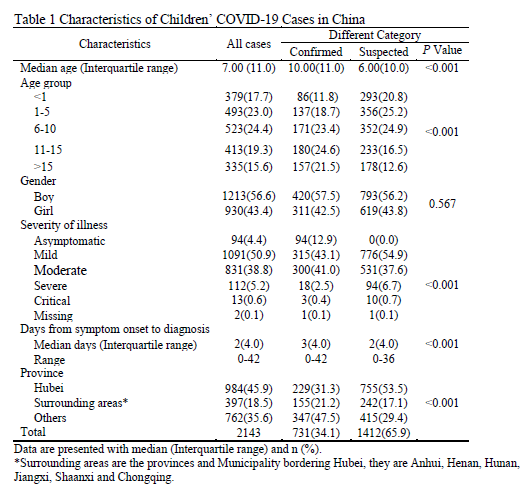 Table 1 Characteristics of Children’ COVID-19 Cases in China
Characteristics All cases Different Category P Value
Confirmed Suspected
Median age (Interquartile range) 7.00 (11.0) 10.00(11.0) 6.00(10.0) <0.001
Age group
<1 379(17.7) 86(11.8) 293(20.8)
1-5 493(23.0) 137(18.7) 356(25.2)
6-10 523(24.4) 171(23.4) 352(24.9) <0.001
11-15 413(19.3) 180(24.6) 233(16.5)
>15 335(15.6) 157(21.5) 178(12.6)
Gender
Boy 1213(56.6) 420(57.5) 793(56.2) 0.567
Girl 930(43.4) 311(42.5) 619(43.8)
Severity of illness
Asymptomatic 94(4.4) 94(12.9) 0(0.0)
Mild 1091(50.9) 315(43.1) 776(54.9)
Moderate 831(38.8) 300(41.0) 531(37.6)
Severe 112(5.2) 18(2.5) 94(6.7) <0.001
Critical 13(0.6) 3(0.4) 10(0.7)
Missing 2(0.1) 1(0.1) 1(0.1)
Days from symptom onset to diagnosis
Median days (Interquartile range) 2(4.0) 3(4.0) 2(4.0) <0.001
Range 0-42 0-42 0-36
Province
Hubei 984(45.9) 229(31.3) 755(53.5)
Surrounding areas* 397(18.5) 155(21.2) 242(17.1) <0.001
Others 762(35.6) 347(47.5) 415(29.4)
Total 2143 731(34.1) 1412(65.9)
Data are presented with median (Interquartile range) and n (%).
*Surrounding areas are the provinces and Municipality bordering Hubei, they are Anhui, Henan, Hunan,
Jiangxi, Shaanxi and Chongqing.